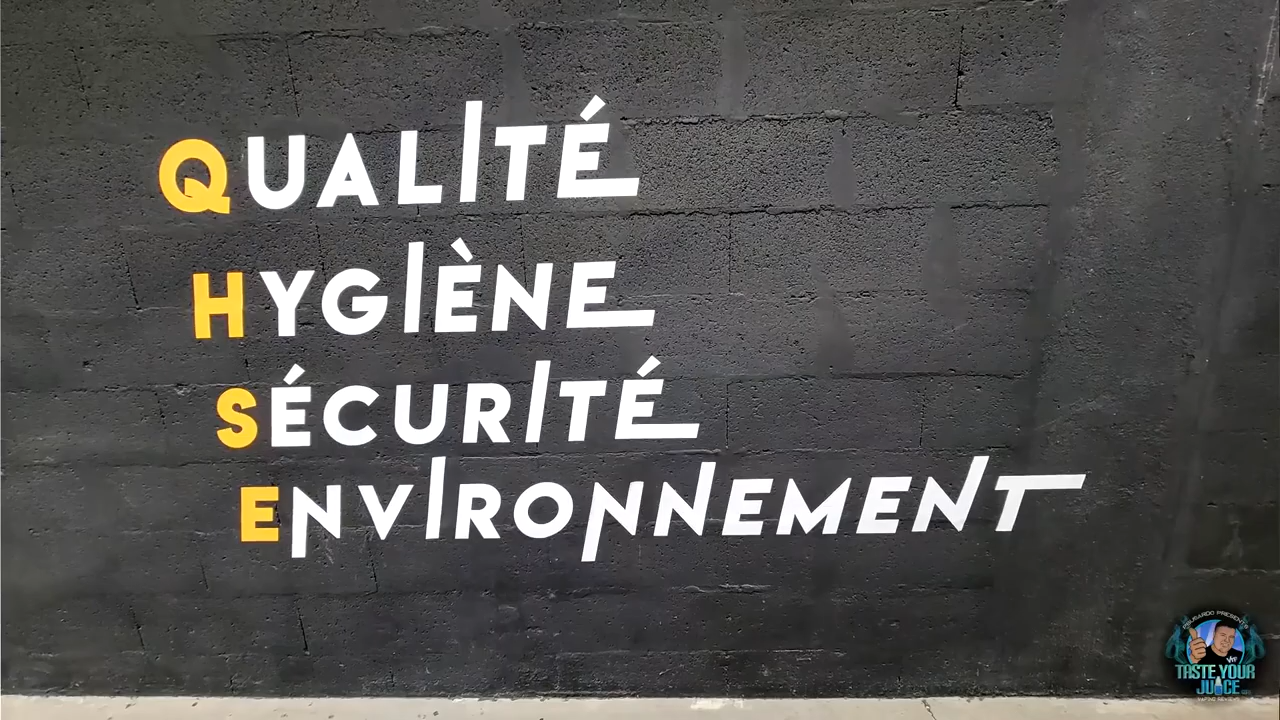 QUALITÉ
HYGIÈNE
SÉCURITÉ
ENVIRONNEMENT
TASTE YOUR
JUICE